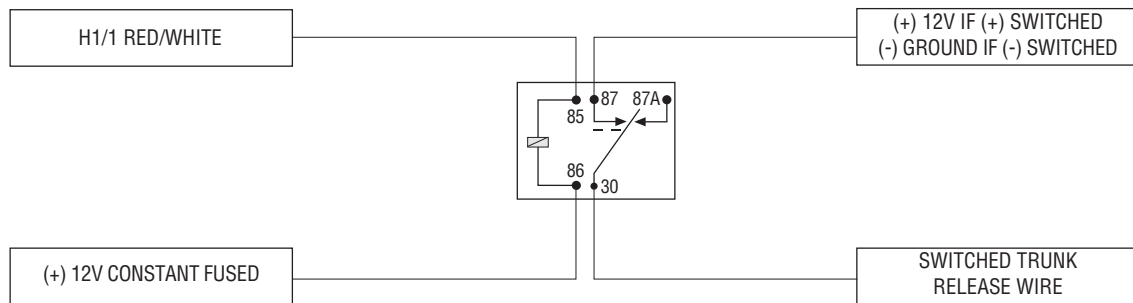 H1/1 RED/WHITE
(+) 12V IF (+) SWITCHED
(-) GROUND IF (-) SWITCHED
87 87A
85
86
30
(+) 12V CONSTANT FUSED
SWITCHED TRUNK
RELEASE WIRE